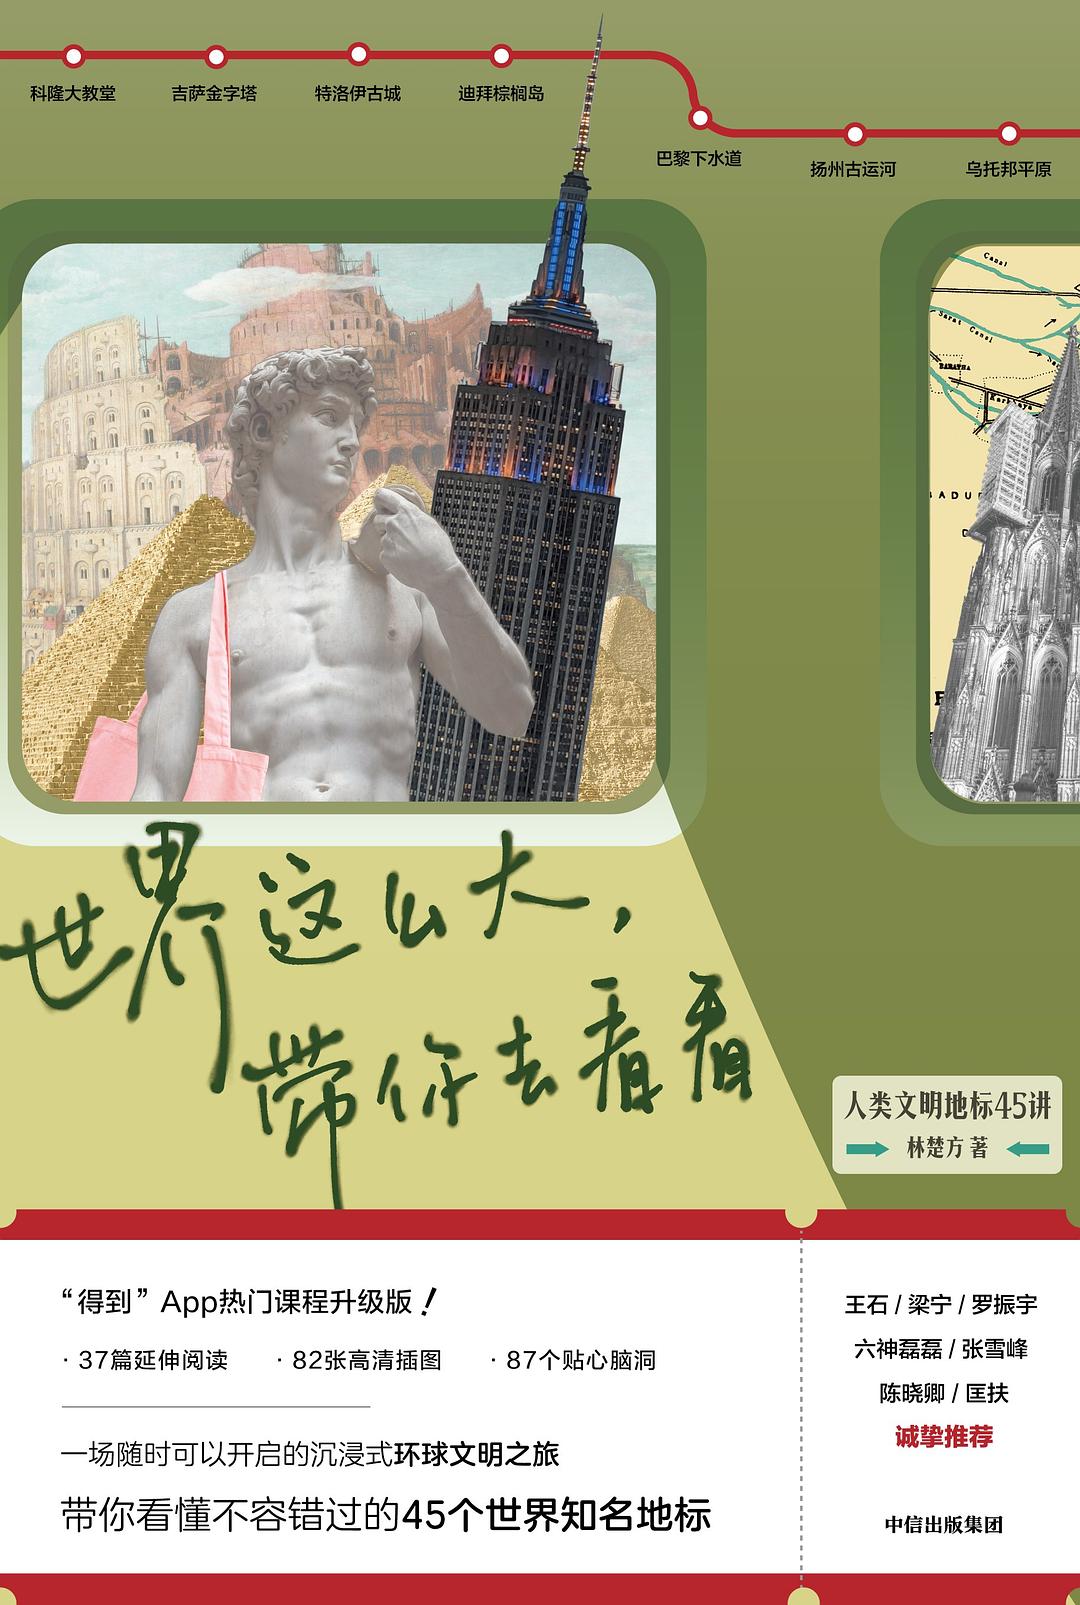 科隆大教堂
吉萨金字塔
特洛伊古城
迪拜棕榈岛
巴黎下水道
扬州古运河
乌托邦平原
Canal
Sarat Canal
BARATHA
世界这么大，
带你去看看
人类文明地标45讲
林楚方 著
“得到”App热门课程升级版！
· 37篇延伸阅读 · 82张高清插图 · 87个贴心脑洞
一场随时可以开启的沉浸式环球文明之旅
带你看懂不容错过的45个世界知名地标
王石 / 梁宁 / 罗振宇
六神磊磊 / 张雪峰
陈晓卿 / 匡扶
诚挚推荐
中信出版集团